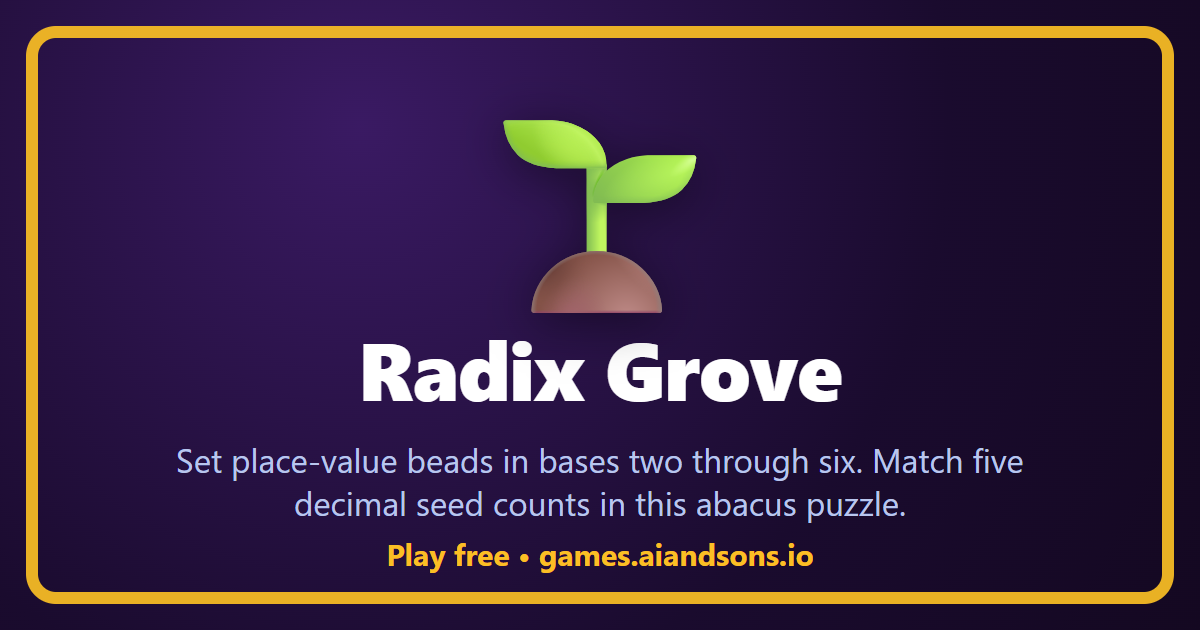 Radix Grove
Set place-value beads in bases two through six. Match five
decimal seed counts in this abacus puzzle.
Play free • games.aiandsons.io